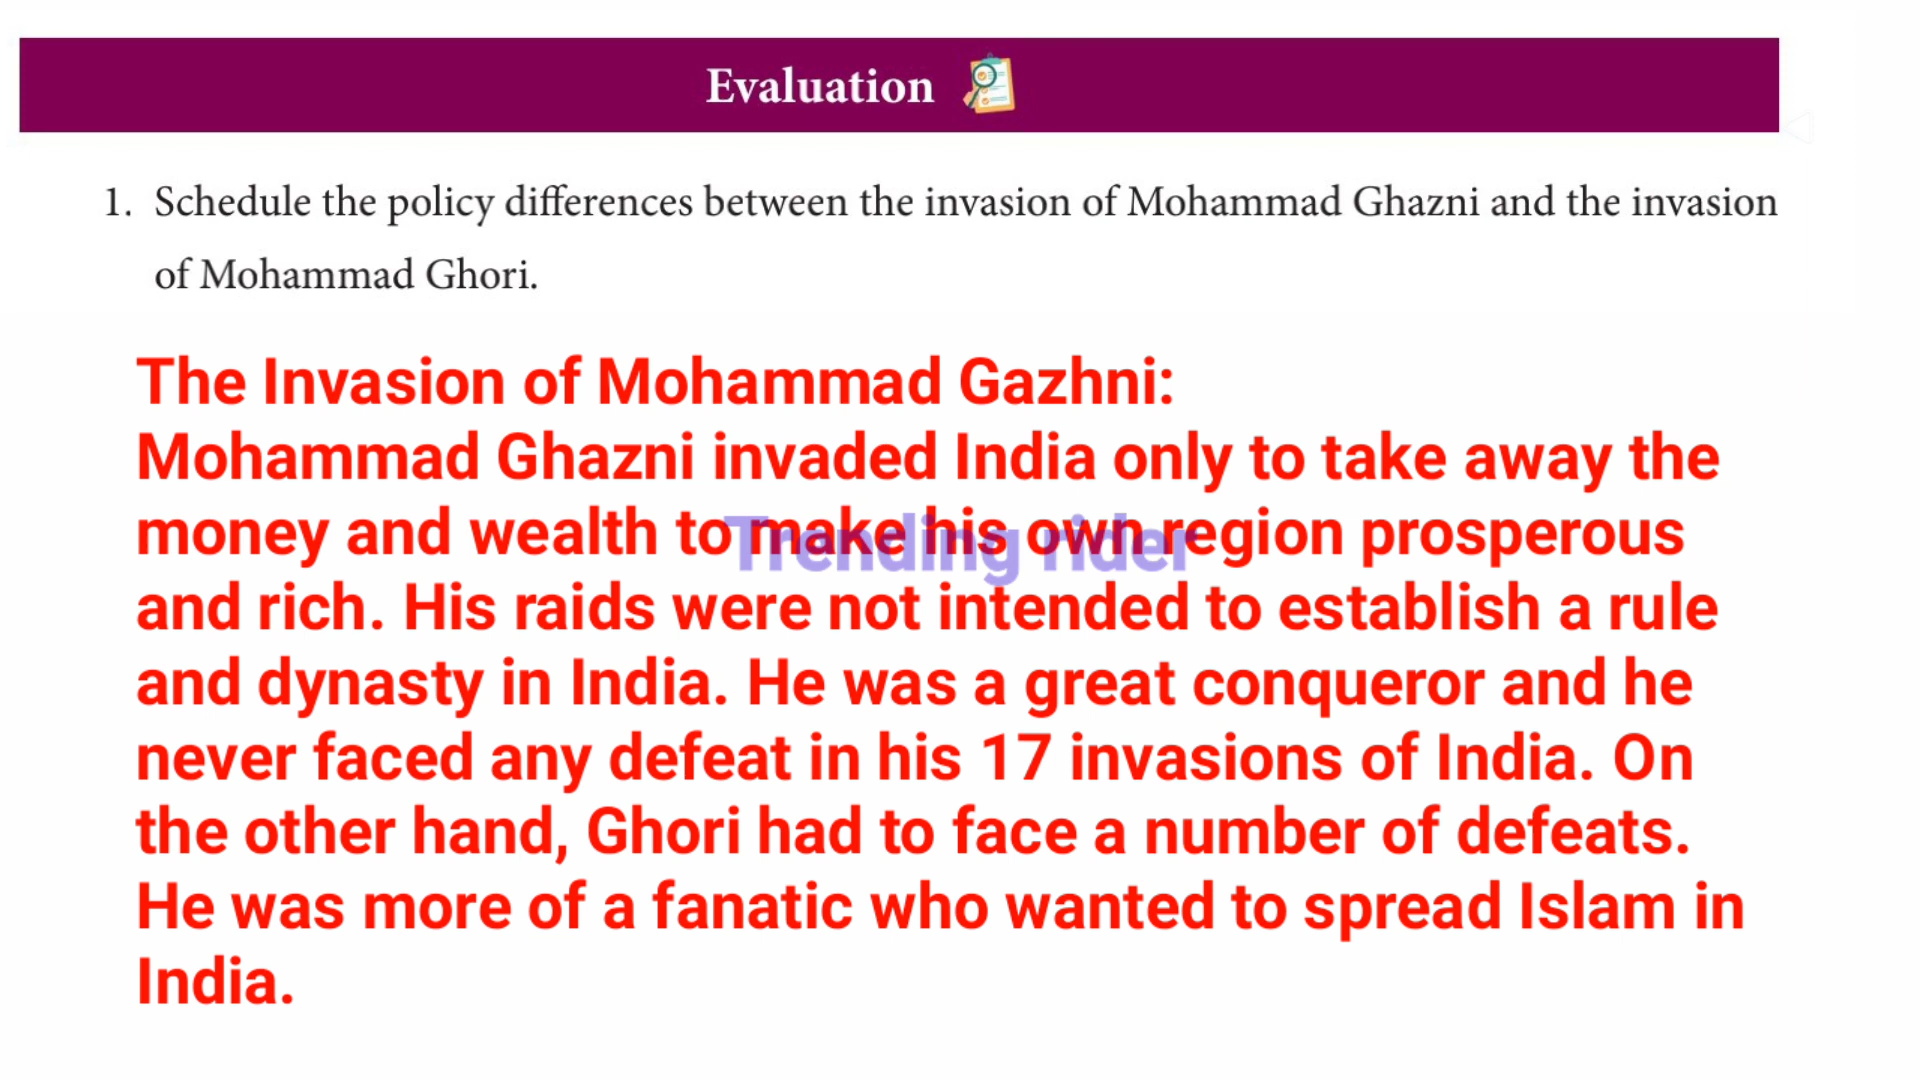 Evaluation
1. Schedule the policy differences between the invasion of Mohammad Ghazni and the invasion
of Mohammad Ghori.
The Invasion of Mohammad Gazhni:
Mohammad Ghazni invaded India only to take away the
money and wealth to make his own region prosperous
Trending rider
and rich. His raids were not intended to establish a rule
and dynasty in India. He was a great conqueror and he
never faced any defeat in his 17 invasions of India. On
the other hand, Ghori had to face a number of defeats.
He was more of a fanatic who wanted to spread Islam in
India.